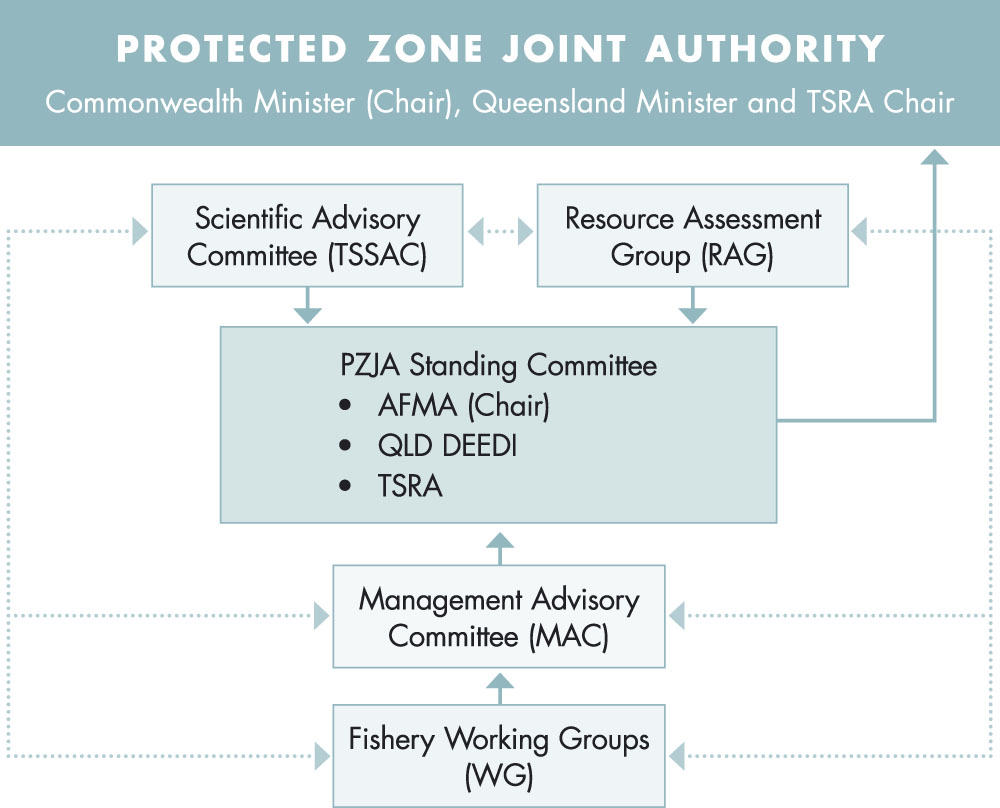 PROTECTED ZONE JOINT AUTHORITY
Commonwealth Minister (Chair), Queensland Minister and TSRA Chair
Scientific Advisory
Committee (TSSAC)
Resource Assessment
Group (RAG)
PZJA Standing Committee
• AFMA (Chair)
• QLD DEEDI
• TSRA
Management Advisory
Committee (MAC)
Fishery Working Groups
(WG)